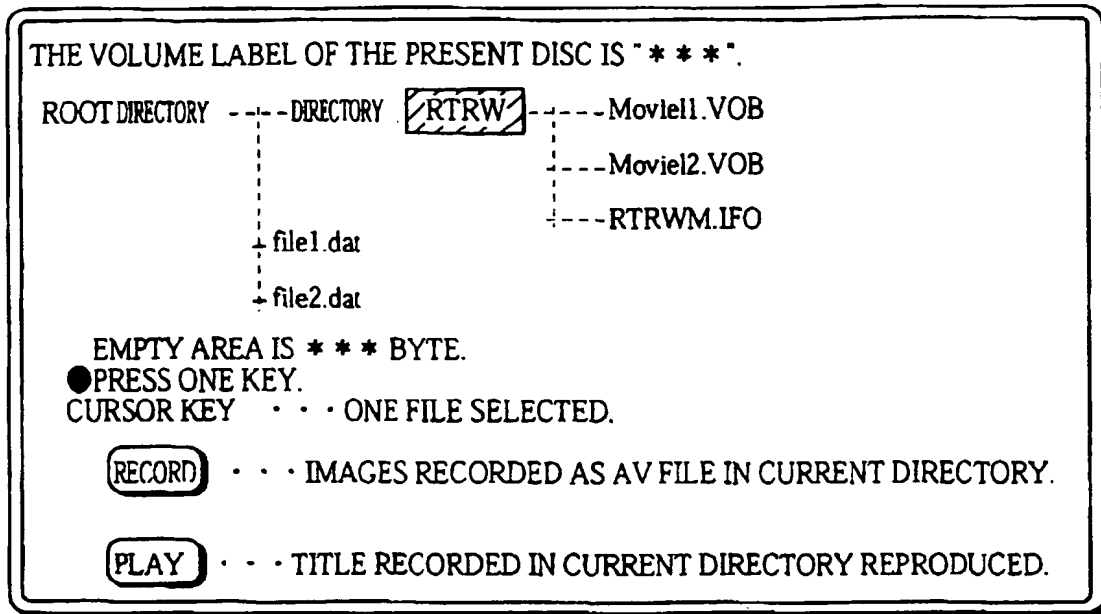 THE VOLUME LABEL OF THE PRESENT DISC IS "* * *".
ROOT DIRECTORY DIRECTORY RTRW Moviel1.VOB
Moviel2.VOB
RTRWM.IFO
file1.dat
file2.dat
EMPTY AREA IS * * * BYTE.
●PRESS ONE KEY.
CURSOR KEY · · · ONE FILE SELECTED.
RECORD · · · IMAGES RECORDED AS AV FILE IN CURRENT DIRECTORY.
PLAY · · · TITLE RECORDED IN CURRENT DIRECTORY REPRODUCED.